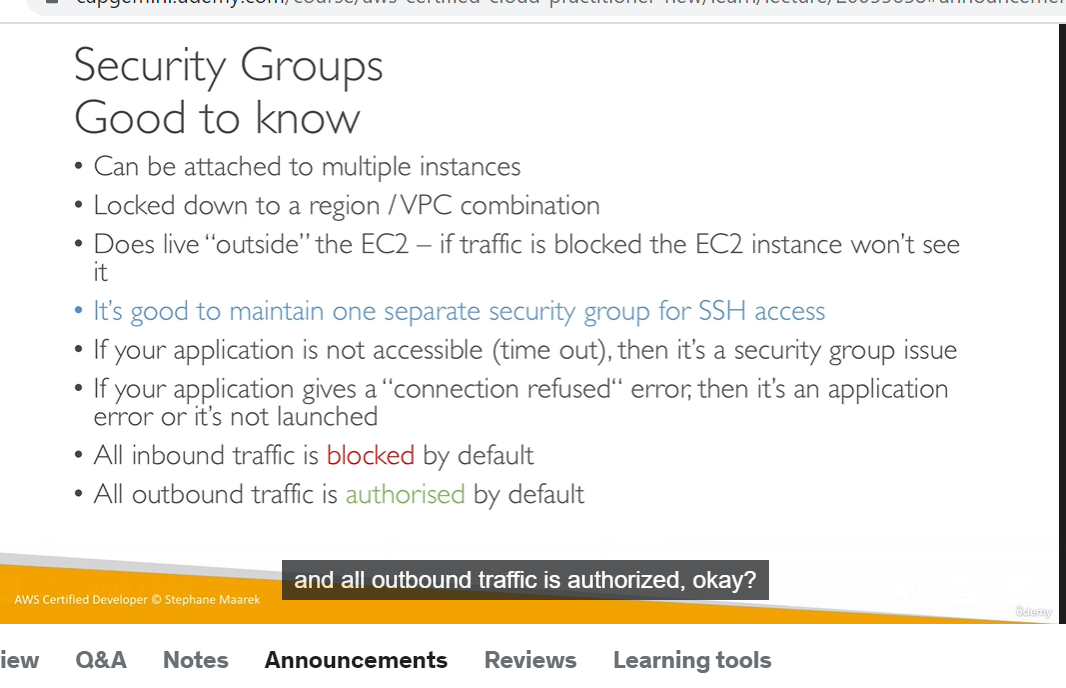 Security Groups
Good to know
• Can be attached to multiple instances
• Locked down to a region / VPC combination
• Does live “outside” the EC2 – if traffic is blocked the EC2 instance won’t see
it
• It’s good to maintain one separate security group for SSH access
• If your application is not accessible (time out), then it’s a security group issue
• If your application gives a “connection refused“ error, then it’s an application
error or it’s not launched
• All inbound traffic is blocked by default
• All outbound traffic is authorised by default
and all outbound traffic is authorized, okay?
AWS Certified Developer © Stephane Maarek
Udemy
iew Q&A Notes Announcements Reviews Learning tools